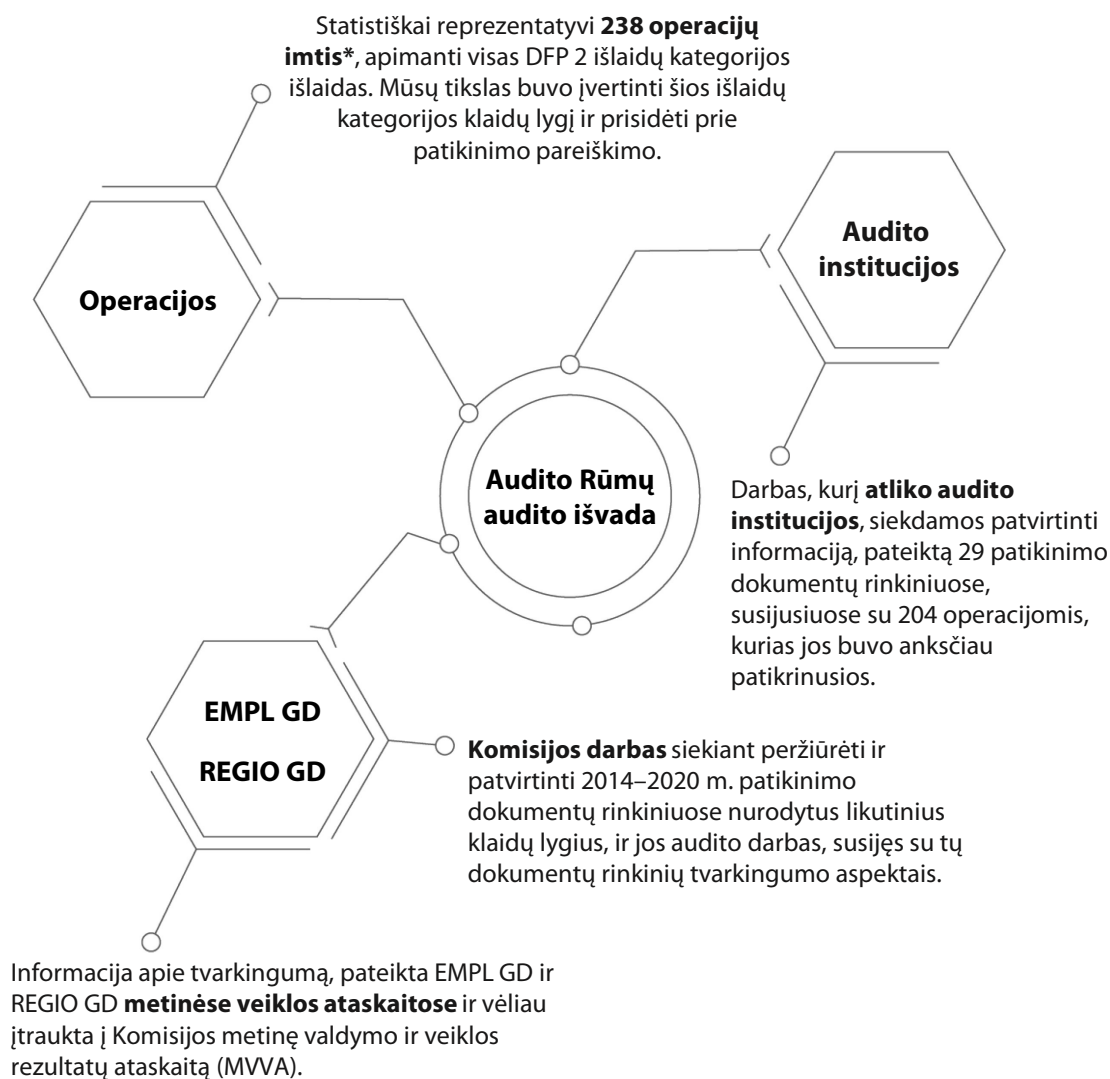 Statistiškai reprezentatyvi 238 operacijų
imtis*, apimanti visas DFP 2 išlaidų kategorijos
išlaidas. Mūsų tikslas buvo įvertinti šios išlaidų
kategorijos klaidų lygį ir prisidėti prie
patikinimo pareiškimo.
Operacijos
Audito
institucijos
Audito Rūmų
audito išvada
Darbas, kurį atliko audito
institucijos, siekdamos patvirtinti
informaciją, pateiktą 29 patikinimo
dokumentų rinkiniuose,
susijusiuose su 204 operacijomis,
kurias jos buvo anksčiau
patikrinusios.
EMPL GD
REGIO GD
Komisijos darbas siekiant peržiūrėti ir
patvirtinti 2014–2020 m. patikinimo
dokumentų rinkiniuose nurodytus likutinius
klaidų lygius, ir jos audito darbas, susijęs su tų
dokumentų rinkinių tvarkingumo aspektais.
Informacija apie tvarkingumą, pateikta EMPL GD ir
REGIO GD metinėse veiklos ataskaitose ir vėliau
įtraukta į Komisijos metinę valdymo ir veiklos
rezultatų ataskaitą (MVVA).